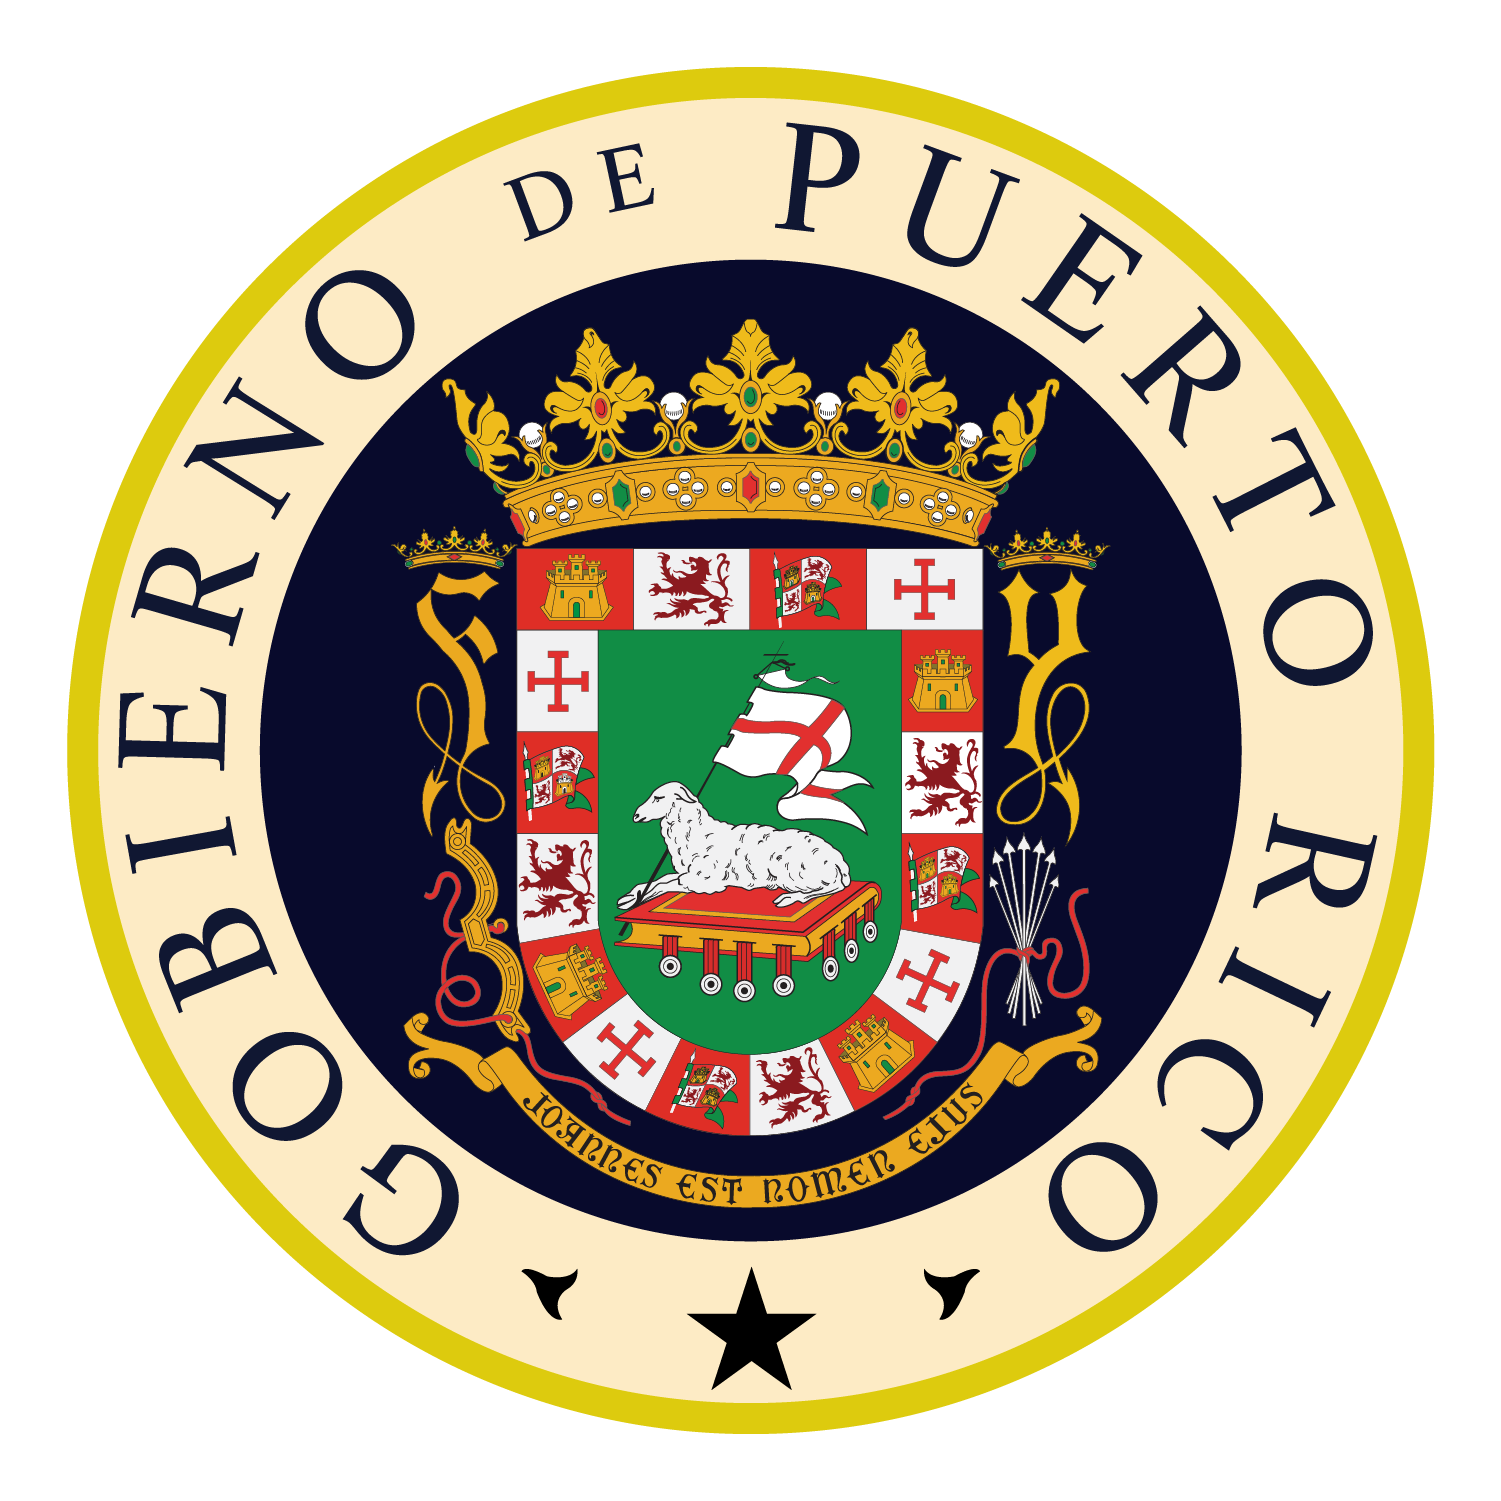 GOBIERNO DE PUERTO RICO
F
Y
JOANNES EST NOMEN EJUS